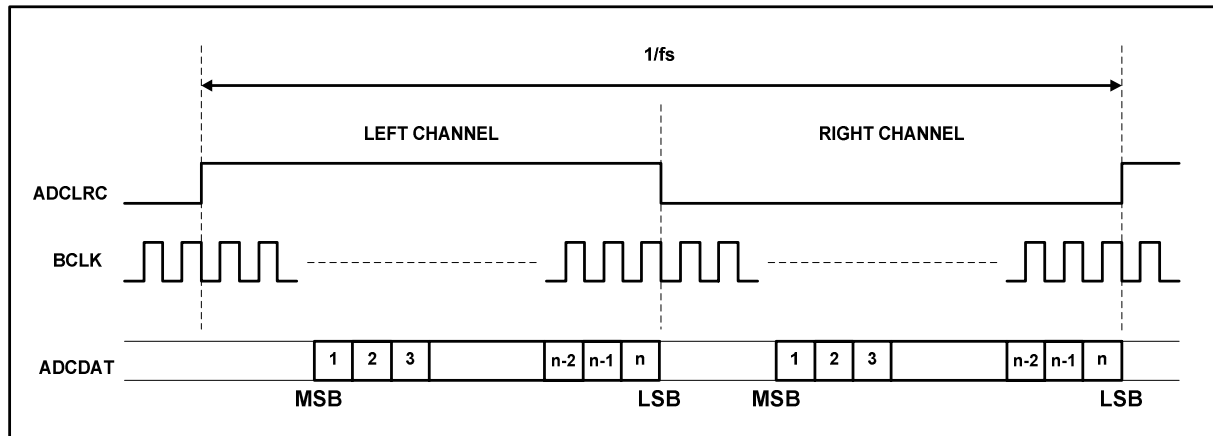 1/fs
LEFT CHANNEL RIGHT CHANNEL
ADCLRC
BCLK
ADCDAT 1 2 3 n-2 n-1 n 1 2 3 n-2 n-1 n
MSB LSB MSB LSB